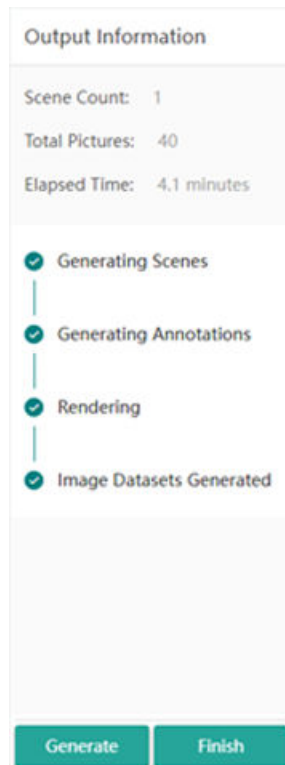 Output Information
Scene Count: 1
Total Pictures: 40
Elapsed Time: 4.1 minutes
Generating Scenes
Generating Annotations
Rendering
Image Datasets Generated
Generate Finish